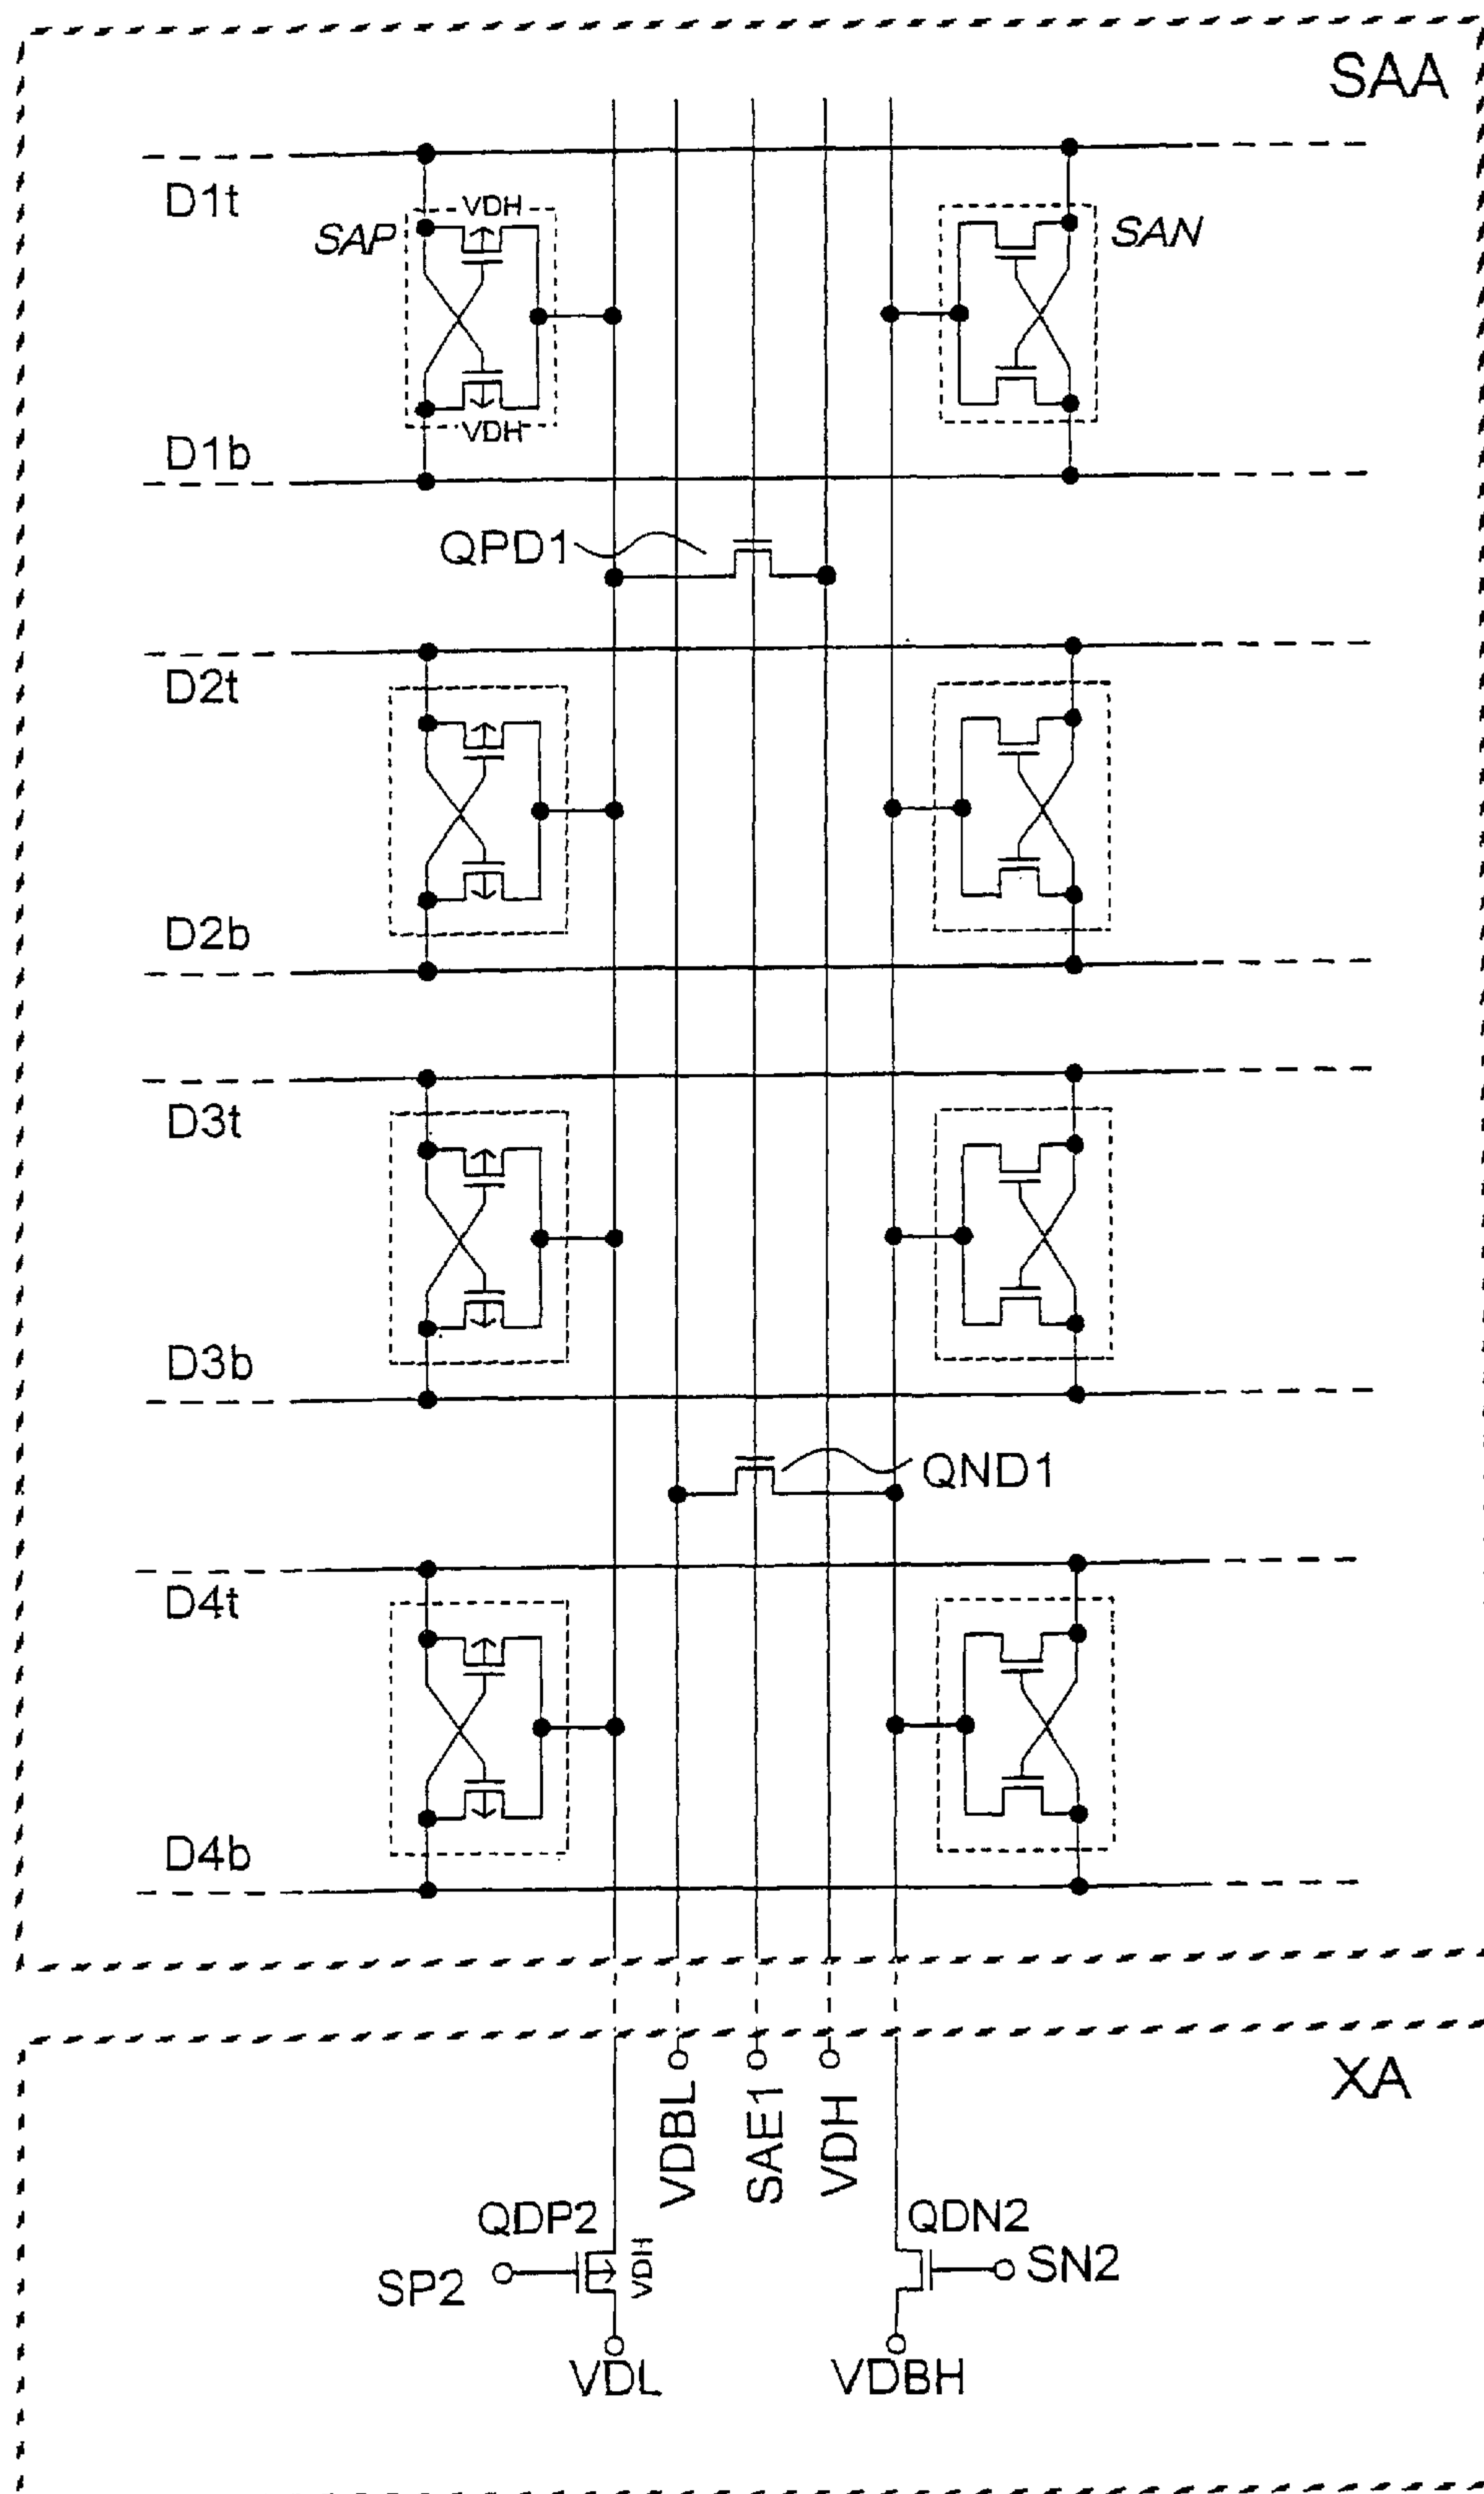 SAA
D1t
VDH
SAP
SAN
D1b
VDH
QPD1
D2t
D2b
D3t
D3b
QND1
D4t
D4b
XA
VDBL
SAE1
VDH
QDP2
QDN2
SP2
VDH
SN2
VDL
VDBH